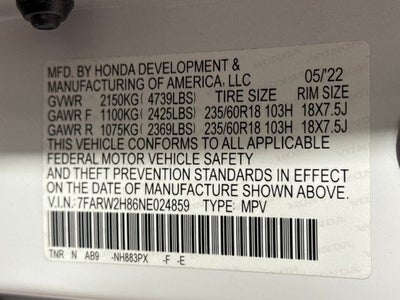 MFD. BY HONDA DEVELOPMENT &
MANUFACTURING OF AMERICA, LLC 05/'22
GVWR 2150KG( 4739LBS) TIRE SIZE RIM SIZE
GAWR F 1100KG( 2425LBS) 235/60R18 103H 18X7.5J
GAWR R 1075KG( 2369LBS) 235/60R18 103H 18X7.5J
THIS VEHICLE CONFORMS TO ALL APPLICABLE
FEDERAL MOTOR VEHICLE SAFETY
AND THEFT PREVENTION STANDARDS IN EFFECT
ON THE DATE OF MANUFACTURE SHOWN ABOVE.
V.I.N.: 7FARW2H86NE024859 TYPE: MPV
TNR N AB9 -NH883PX -F -E